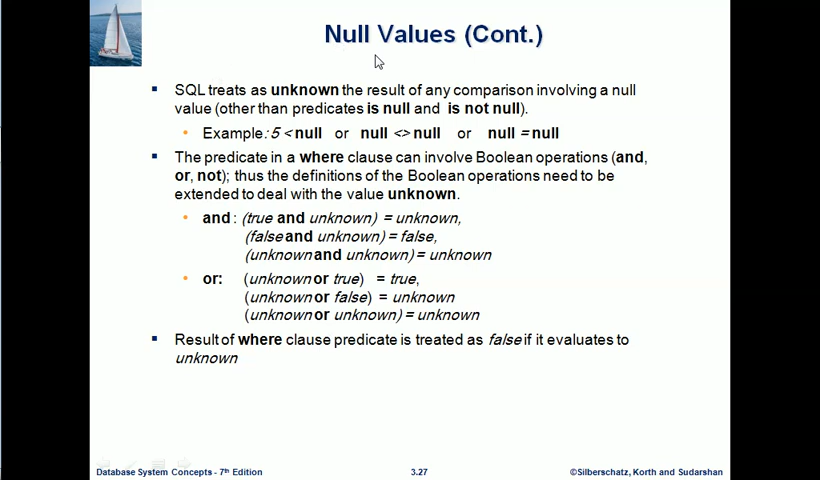 Null Values (Cont.)
SQL treats as unknown the result of any comparison involving a null
value (other than predicates is null and is not null).
Example: 5 < null or null <> null or null = null
The predicate in a where clause can involve Boolean operations (and,
or, not); thus the definitions of the Boolean operations need to be
extended to deal with the value unknown.
and : (true and unknown) = unknown,
(false and unknown) = false,
(unknown and unknown) = unknown
or: (unknown or true) = true,
(unknown or false) = unknown
(unknown or unknown) = unknown
Result of where clause predicate is treated as false if it evaluates to
unknown
Database System Concepts - 7th Edition 3.27 ©Silberschatz, Korth and Sudarshan